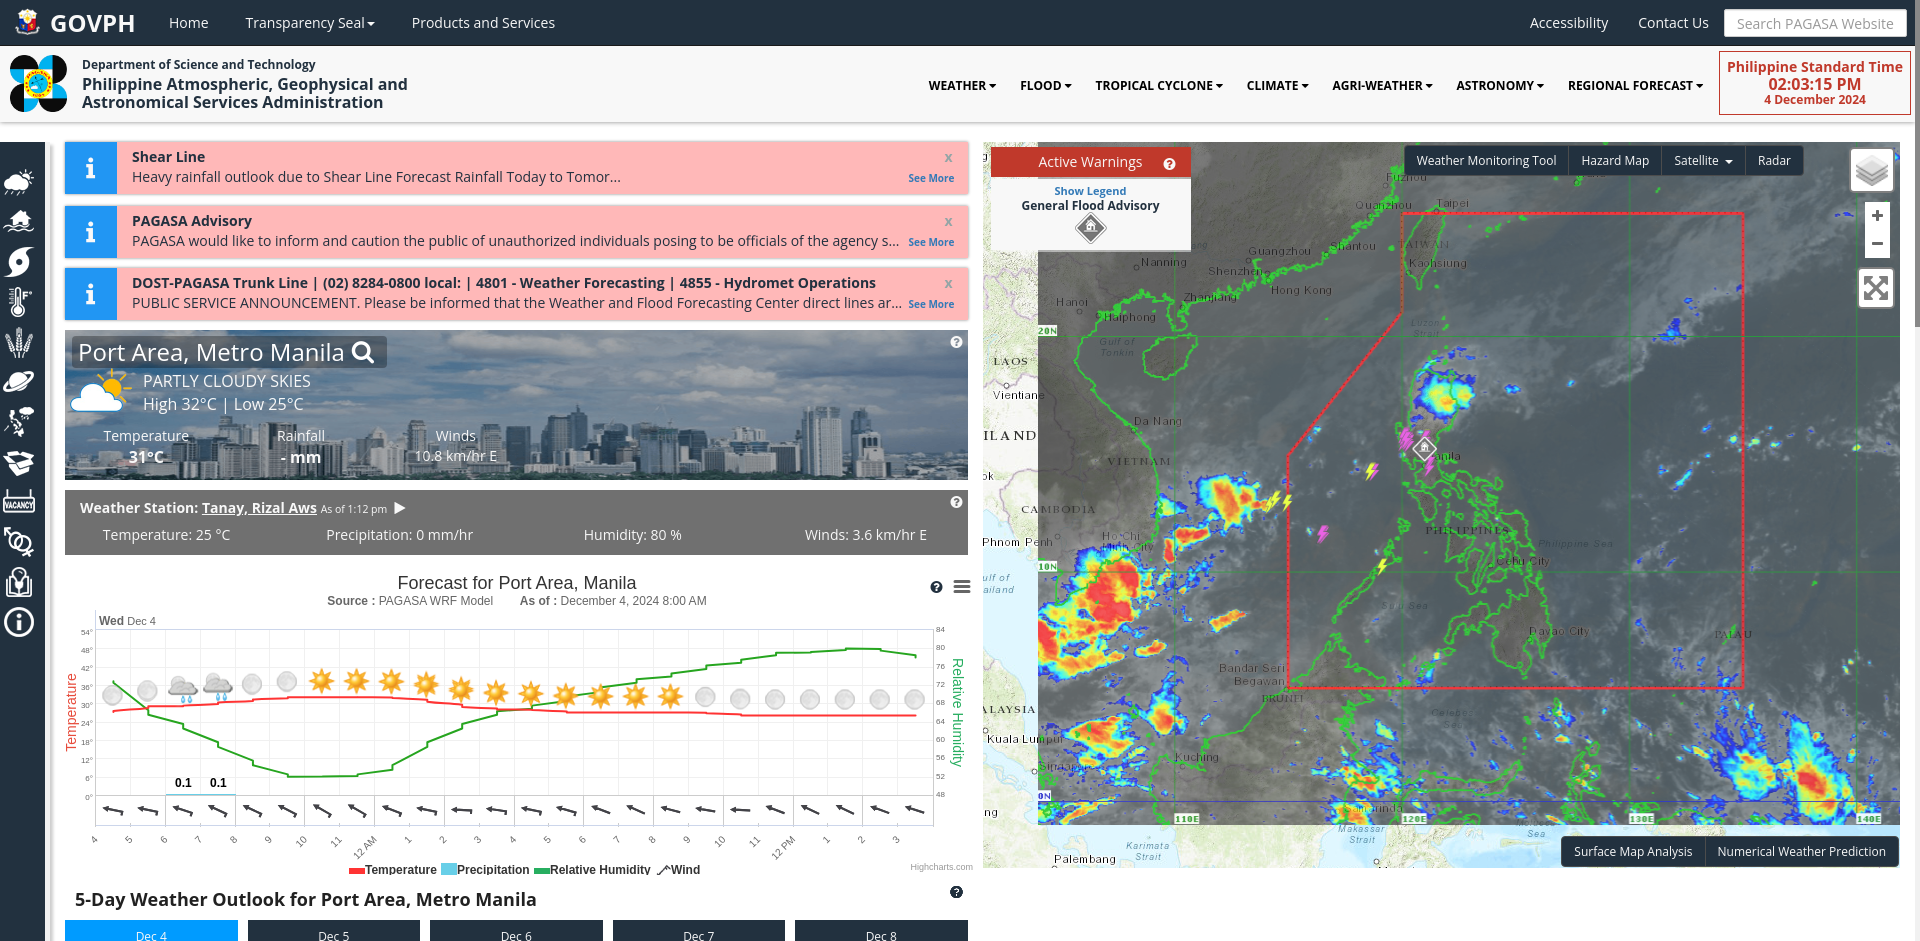 GOVPH
Home
Transparency Seal
Products and Services
Accessibility
Contact Us
Search PAGASA Website
Department of Science and Technology
Philippine Atmospheric, Geophysical and
Astronomical Services Administration
WEATHER
FLOOD
TROPICAL CYCLONE
CLIMATE
AGRI-WEATHER
ASTRONOMY
REGIONAL FORECAST
Philippine Standard Time
02:03:15 PM
4 December 2024
Shear Line
x
Heavy rainfall outlook due to Shear Line Forecast Rainfall Today to Tomor...
See More
PAGASA Advisory
x
PAGASA would like to inform and caution the public of unauthorized individuals posing to be officials of the agency s...
See More
DOST-PAGASA Trunk Line | (02) 8284-0800 local: | 4801 - Weather Forecasting | 4855 - Hydromet Operations
x
PUBLIC SERVICE ANNOUNCEMENT. Please be informed that the Weather and Flood Forecasting Center direct lines ar...
See More
VACANCY
Port Area, Metro Manila
PARTLY CLOUDY SKIES
High 32°C | Low 25°C
Temperature
31°C
Rainfall
- mm
Winds
10.8 km/hr E
Weather Station: Tanay, Rizal Aws As of 1:12 pm
Temperature: 25 °C
Precipitation: 0 mm/hr
Humidity: 80 %
Winds: 3.6 km/hr E
Forecast for Port Area, Manila
Source : PAGASA WRF Model As of : December 4, 2024 8:00 AM
Wed Dec 4
Temperature
54°
48°
42°
36°
30°
24°
18°
12°
6°
0°
84
80
76
72
68
64
60
56
52
48
Relative Humidity
0.1
0.1
4
5
6
7
8
9
10
11
12 AM
1
2
3
4
5
6
7
8
9
10
11
12 PM
1
2
3
Temperature
Precipitation
Relative Humidity
Wind
Highcharts.com
5-Day Weather Outlook for Port Area, Metro Manila
Dec 4
Dec 5
Dec 6
Dec 7
Dec 8
Active Warnings
Show Legend
General Flood Advisory
Weather Monitoring Tool
Hazard Map
Satellite
Radar
+
−
Fuzhou
Quanzhou
Taipei
TAIWAN
Kaohsiung
Guangzhou
Shantou
Nanning
Shenzhen
Hong Kong
Zhanjiang
Hanoi
Haiphong
20N
Luzon
Strait
Gulf of
Tonkin
LAOS
Vientiane
Da Nang
ILAND
VIETNAM
ok
CAMBODIA
Phnom Penh
Ho Chi
Minh City
PHILIPPINES
Philippine Sea
Cebu City
10N
ulf of
ailand
Sulu Sea
Davao City
PALAU
Bandar Seri
Begawan
BRUNEI
ALAYSIA
Celebes
Kuala Lumpur
Kuching
Singapore
0N
ng
Samarinda
110E
120E
130E
140E
Makassar
Strait
Karimata
Strait
Sea
Palembang
Surface Map Analysis
Numerical Weather Prediction